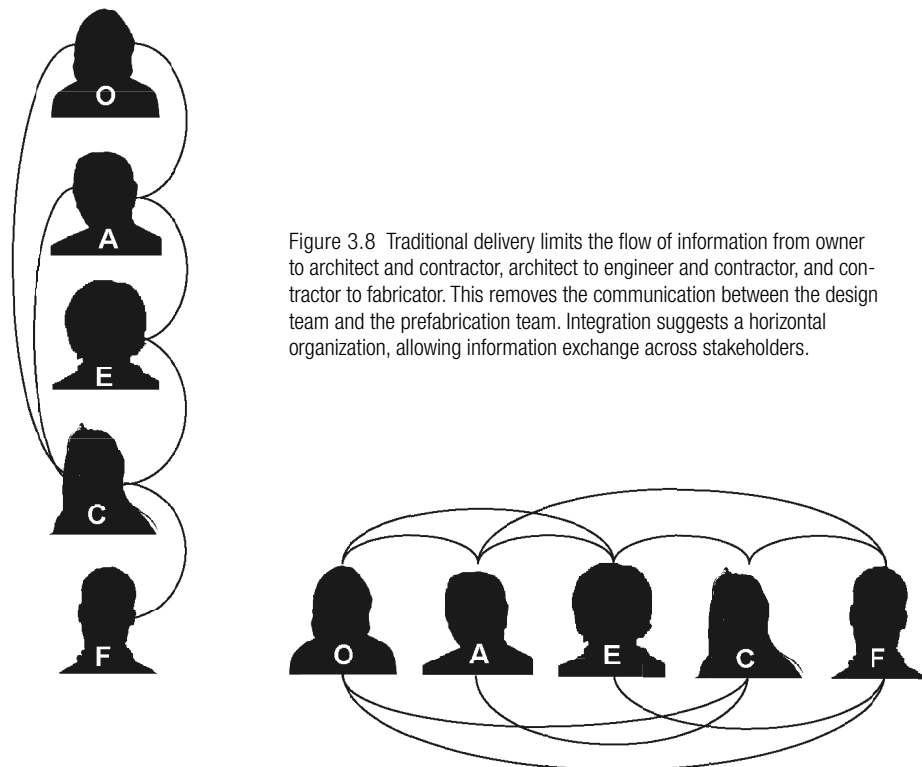 O
A
E
C
F
Figure 3.8 Traditional delivery limits the flow of information from owner
to architect and contractor, architect to engineer and contractor, and con-
tractor to fabricator. This removes the communication between the design
team and the prefabrication team. Integration suggests a horizontal
organization, allowing information exchange across stakeholders.
O A E C F